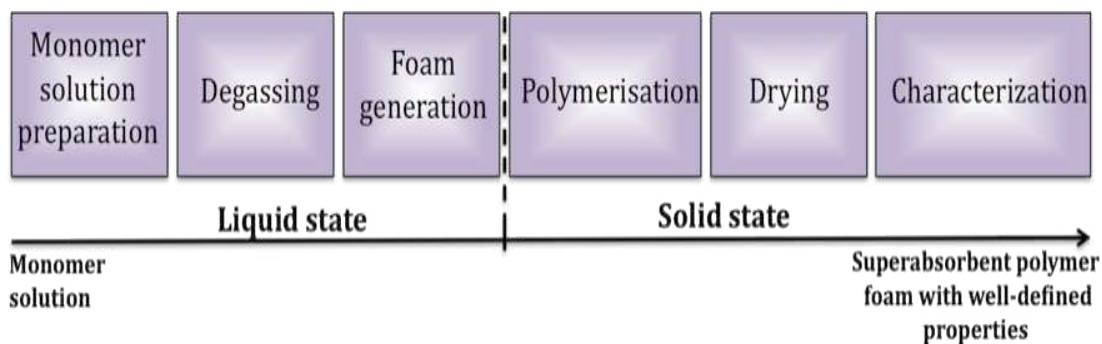 Monomer
solution
preparation
Degassing
Foam
generation
Polymerisation
Drying
Characterization
Liquid state
Solid state
Monomer
solution
Superabsorbent polymer
foam with well-defined
properties